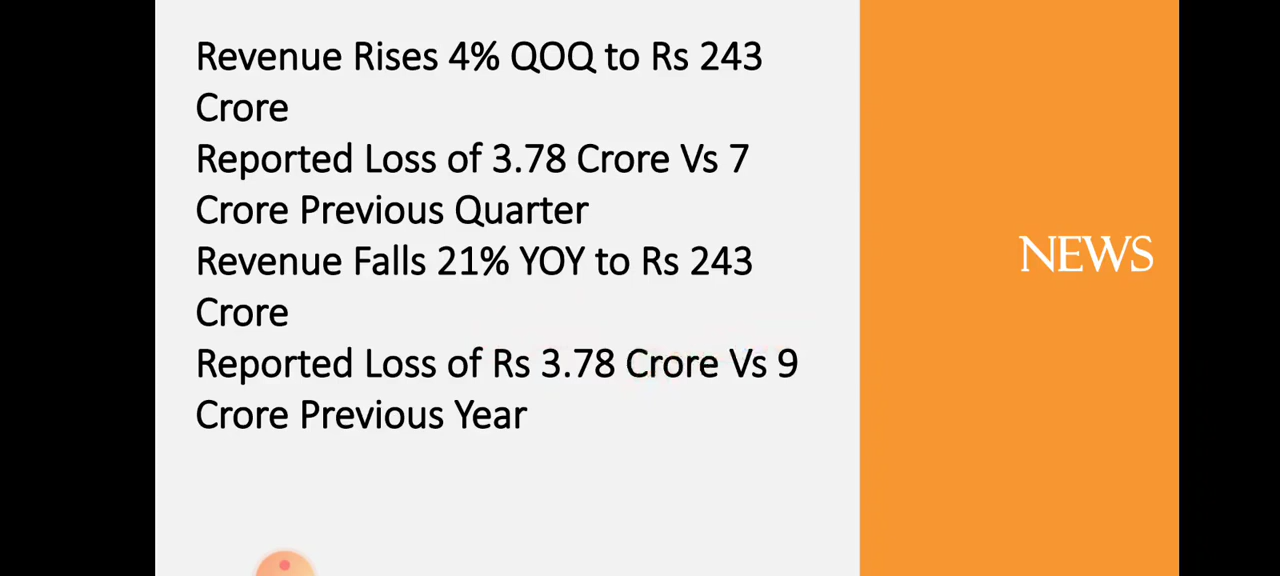 Revenue Rises 4% QOQ to Rs 243
Crore
Reported Loss of 3.78 Crore Vs 7
Crore Previous Quarter
Revenue Falls 21% YOY to Rs 243
Crore
Reported Loss of Rs 3.78 Crore Vs 9
Crore Previous Year
NEWS